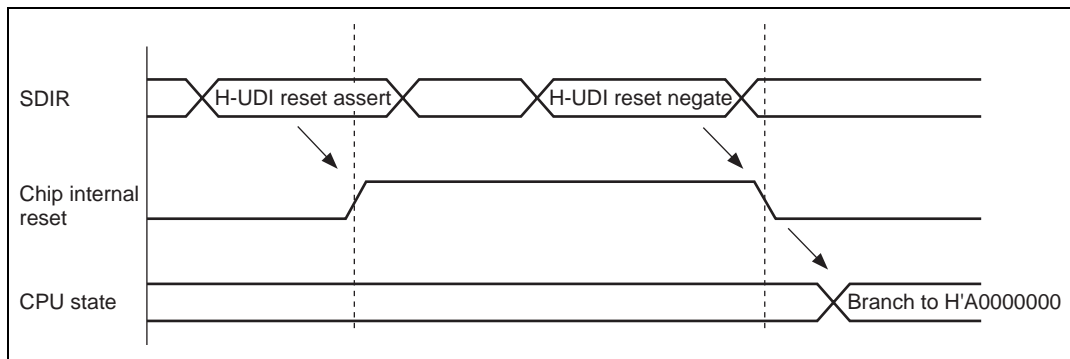 SDIR
H-UDI reset assert
H-UDI reset negate
Chip internal
reset
CPU state
Branch to H'A0000000